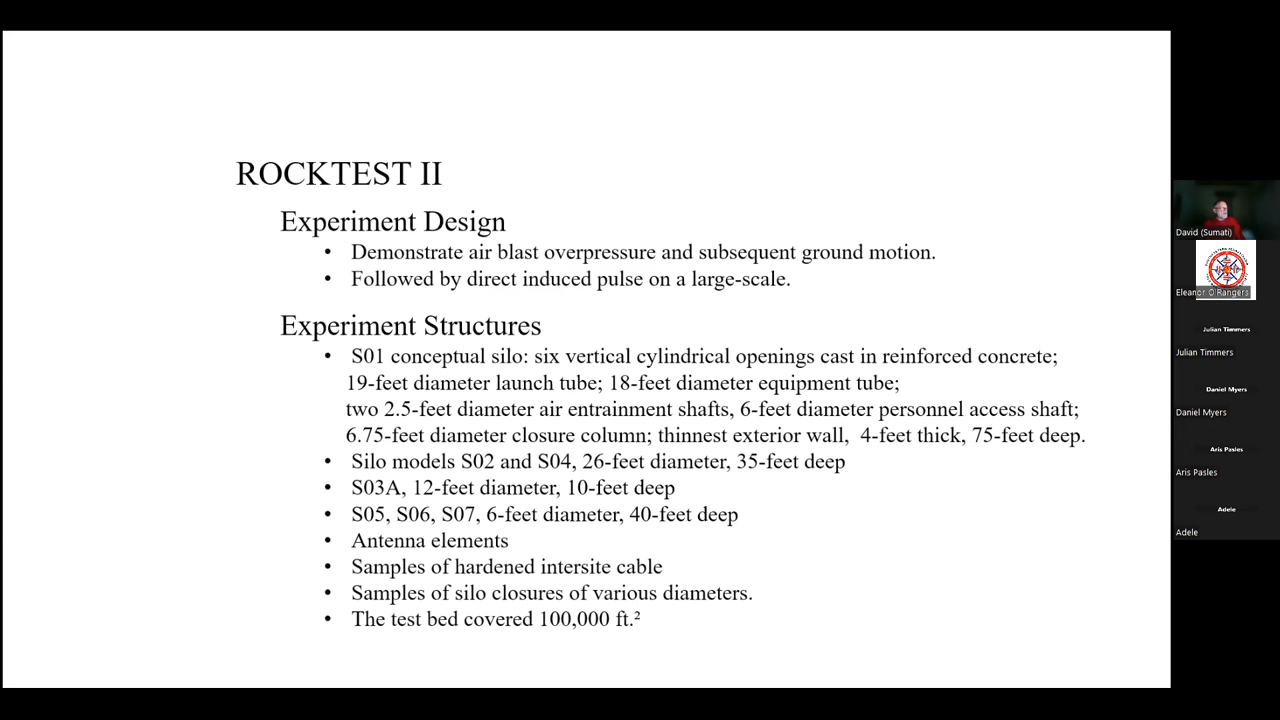 ROCKTEST II
Experiment Design
• Demonstrate air blast overpressure and subsequent ground motion.
• Followed by direct induced pulse on a large-scale.
Experiment Structures
• S01 conceptual silo: six vertical cylindrical openings cast in reinforced concrete;
19-feet diameter launch tube; 18-feet diameter equipment tube;
two 2.5-feet diameter air entrainment shafts, 6-feet diameter personnel access shaft;
6.75-feet diameter closure column; thinnest exterior wall, 4-feet thick, 75-feet deep.
• Silo models S02 and S04, 26-feet diameter, 35-feet deep
• S03A, 12-feet diameter, 10-feet deep
• S05, S06, S07, 6-feet diameter, 40-feet deep
• Antenna elements
• Samples of hardened intersite cable
• Samples of silo closures of various diameters.
• The test bed covered 100,000 ft.²
David (Sumati)
Eleanor O'Rangers
Julian Timmers
Julian Timmers
Daniel Myers
Daniel Myers
Aris Pasles
Aris Pasles
Adele
Adele